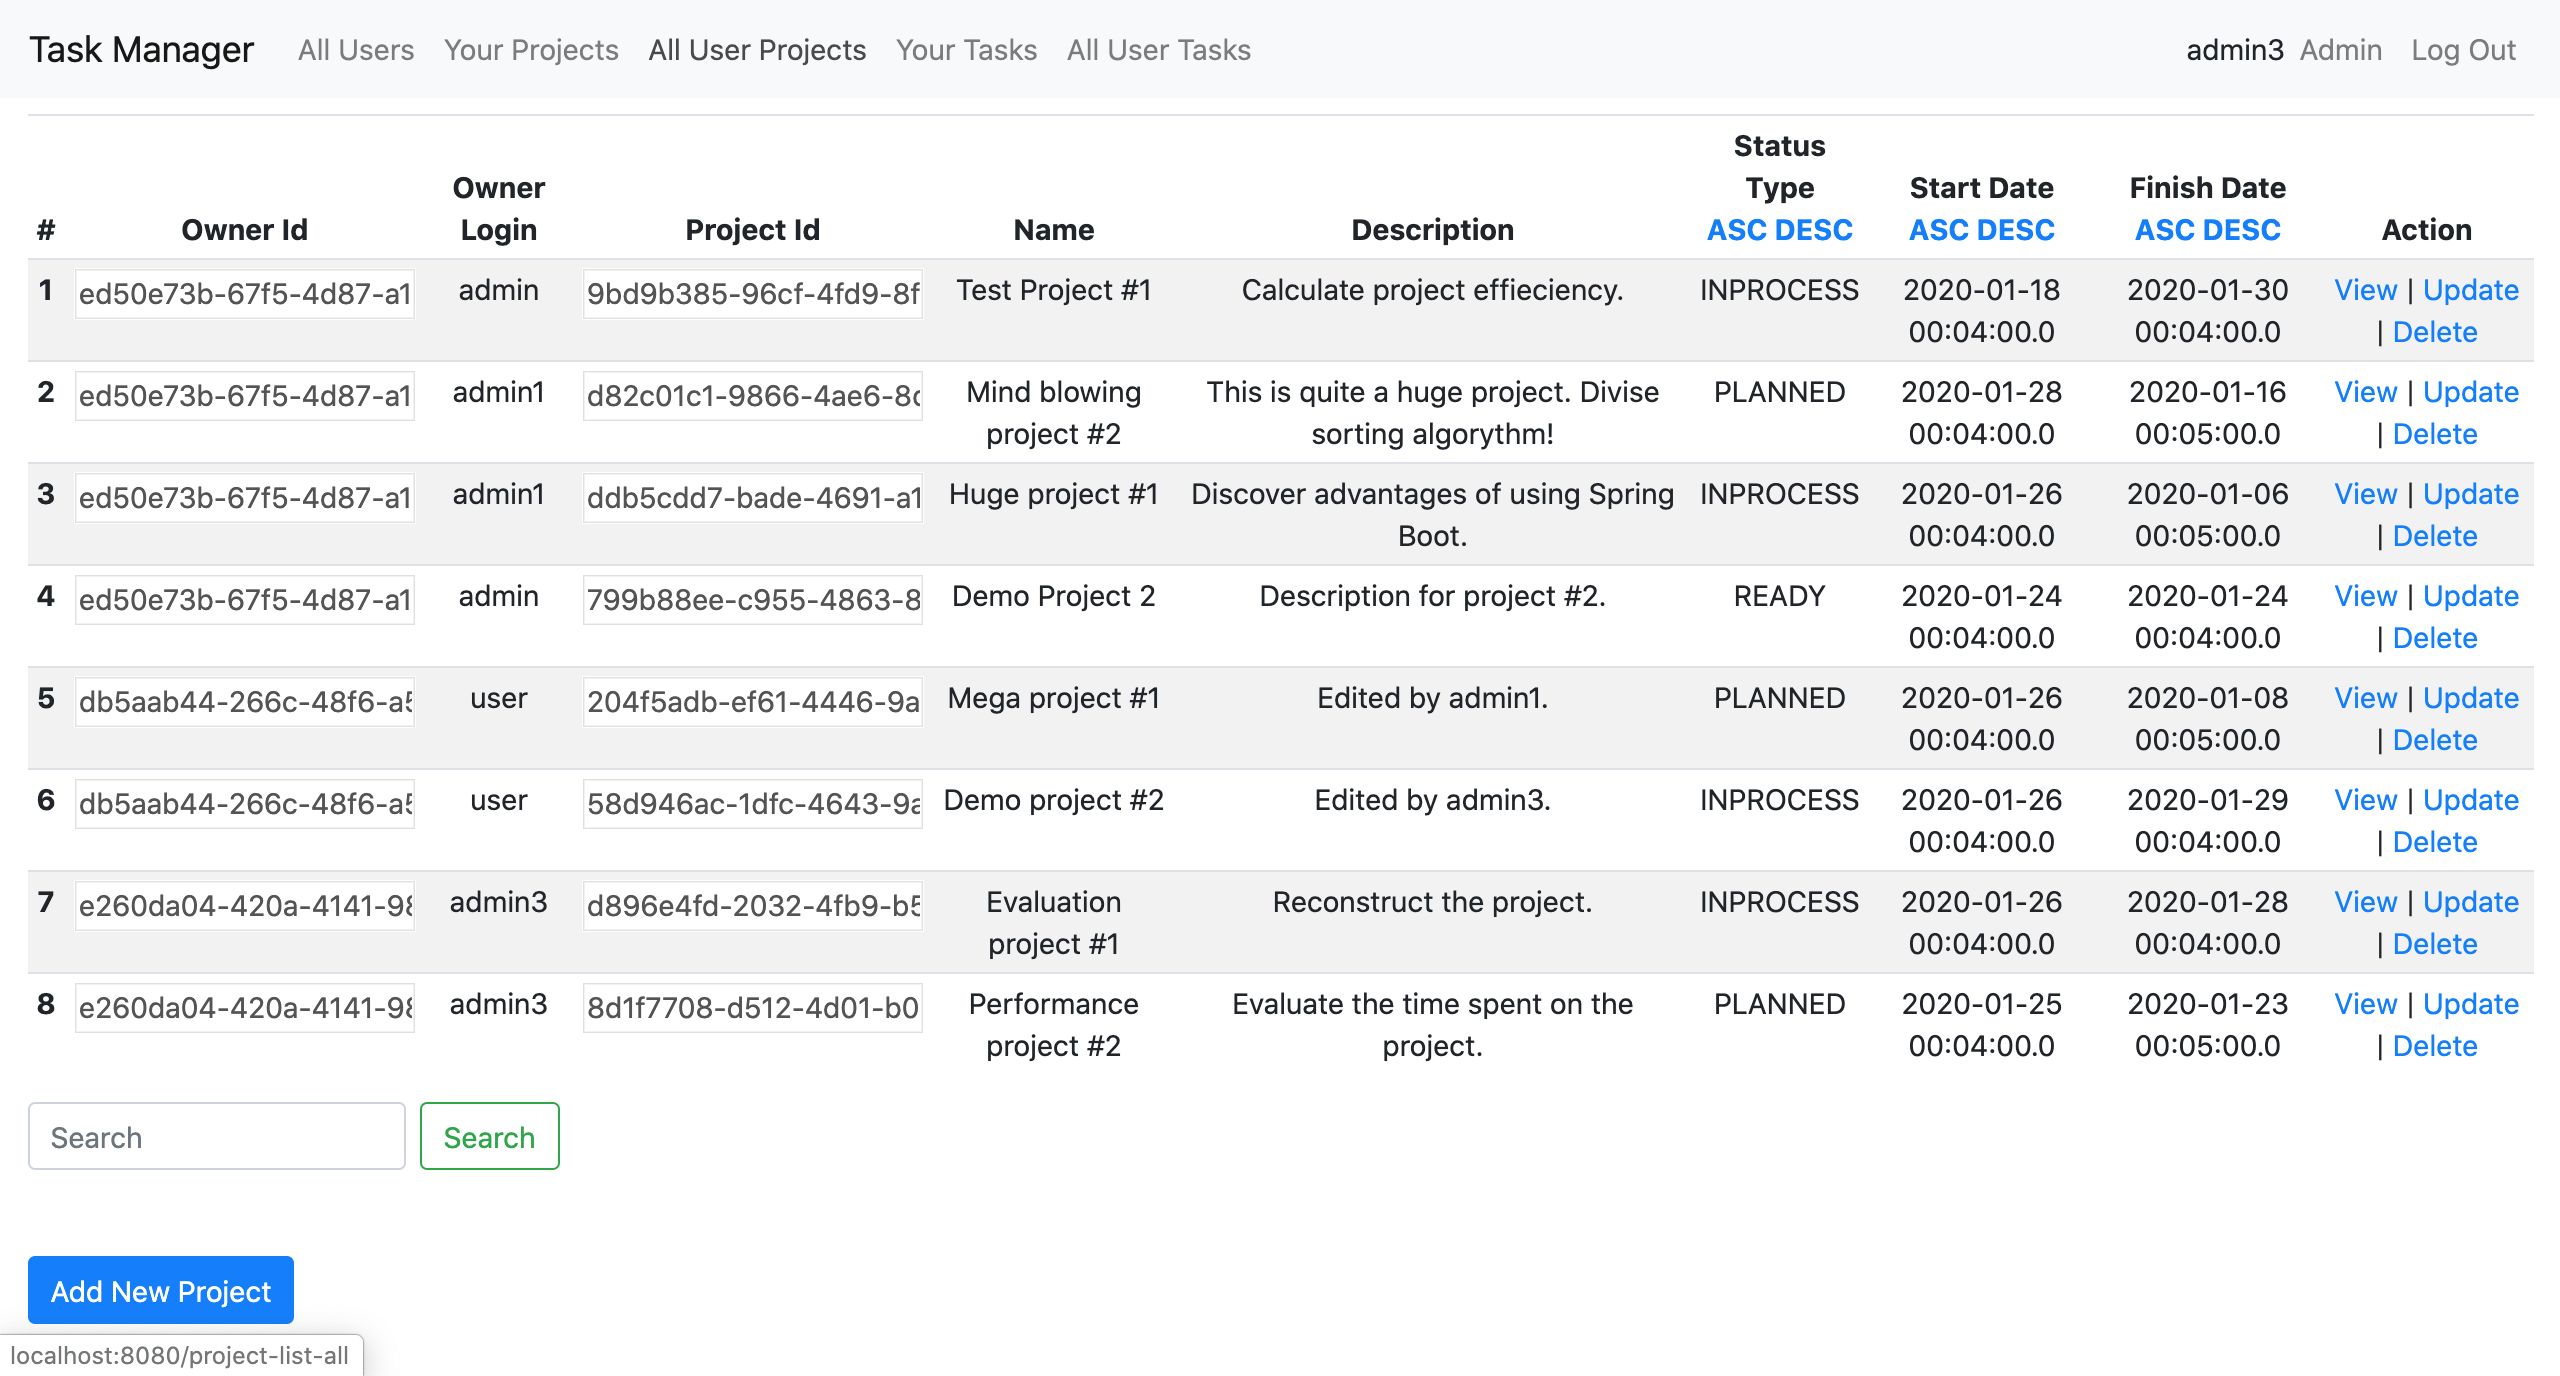 Task Manager All Users Your Projects All User Projects Your Tasks All User Tasks admin3 Admin Log Out
Status
Owner Type Start Date Finish Date
# Owner Id Login Project Id Name Description ASC DESC ASC DESC ASC DESC Action
1 ed50e73b-67f5-4d87-a1 admin 9bd9b385-96cf-4fd9-8f Test Project #1 Calculate project effieciency. INPROCESS 2020-01-18 2020-01-30 View | Update
00:04:00.0 00:04:00.0 | Delete
2 ed50e73b-67f5-4d87-a1 admin1 d82c01c1-9866-4ae6-8c Mind blowing This is quite a huge project. Divise PLANNED 2020-01-28 2020-01-16 View | Update
project #2 sorting algorythm! 00:04:00.0 00:05:00.0 | Delete
3 ed50e73b-67f5-4d87-a1 admin1 ddb5cdd7-bade-4691-a1 Huge project #1 Discover advantages of using Spring INPROCESS 2020-01-26 2020-01-06 View | Update
Boot. 00:04:00.0 00:05:00.0 | Delete
4 ed50e73b-67f5-4d87-a1 admin 799b88ee-c955-4863-8 Demo Project 2 Description for project #2. READY 2020-01-24 2020-01-24 View | Update
00:04:00.0 00:04:00.0 | Delete
5 db5aab44-266c-48f6-a5 user 204f5adb-ef61-4446-9a Mega project #1 Edited by admin1. PLANNED 2020-01-26 2020-01-08 View | Update
00:04:00.0 00:05:00.0 | Delete
6 db5aab44-266c-48f6-a5 user 58d946ac-1dfc-4643-9a Demo project #2 Edited by admin3. INPROCESS 2020-01-26 2020-01-29 View | Update
00:04:00.0 00:04:00.0 | Delete
7 e260da04-420a-4141-98 admin3 d896e4fd-2032-4fb9-b5 Evaluation Reconstruct the project. INPROCESS 2020-01-26 2020-01-28 View | Update
project #1 00:04:00.0 00:04:00.0 | Delete
8 e260da04-420a-4141-98 admin3 8d1f7708-d512-4d01-b0 Performance Evaluate the time spent on the PLANNED 2020-01-25 2020-01-23 View | Update
project #2 project. 00:04:00.0 00:05:00.0 | Delete
Search Search
Add New Project
localhost:8080/project-list-all